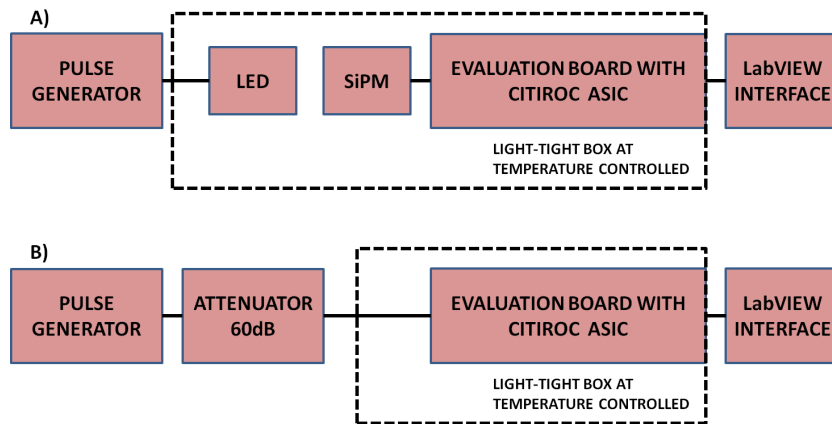 A)
PULSE
GENERATOR
LED
SiPM
EVALUATION BOARD WITH
CITIROC ASIC
LabVIEW
INTERFACE
LIGHT-TIGHT BOX AT
TEMPERATURE CONTROLLED
B)
PULSE
GENERATOR
ATTENUATOR
60dB
EVALUATION BOARD WITH
CITIROC ASIC
LabVIEW
INTERFACE
LIGHT-TIGHT BOX AT
TEMPERATURE CONTROLLED